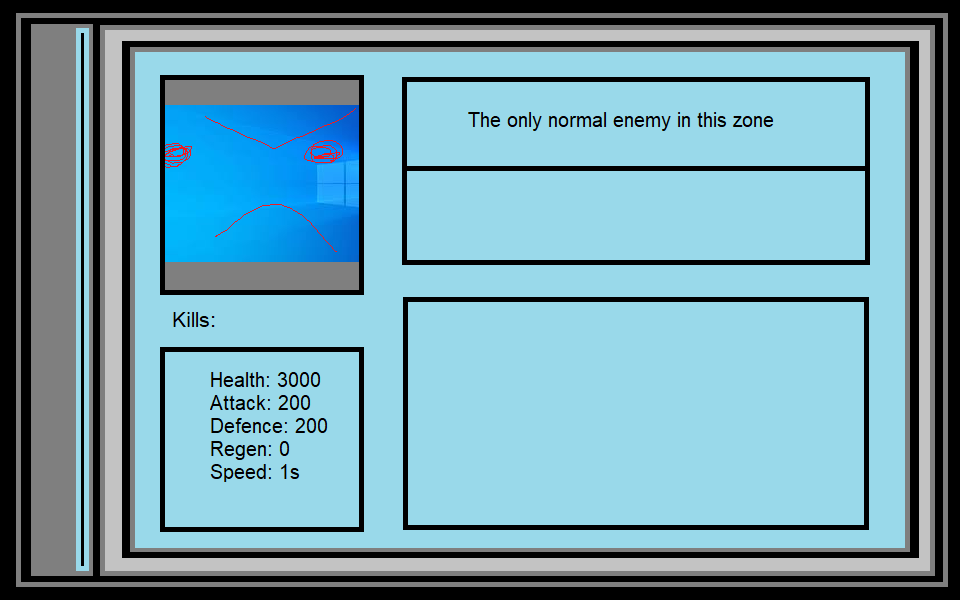 The only normal enemy in this zone
Kills:
Health: 3000
Attack: 200
Defence: 200
Regen: 0
Speed: 1s